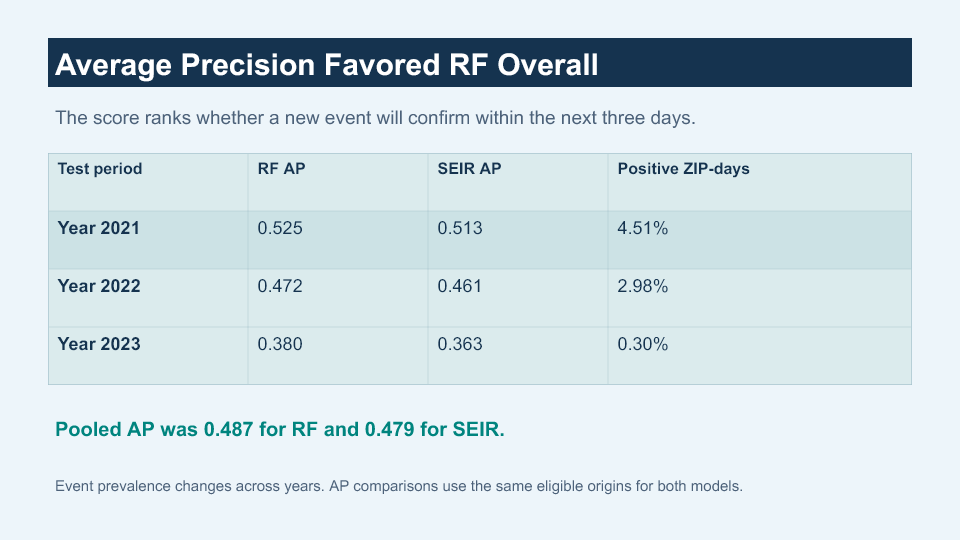 Average Precision Favored RF Overall
The score ranks whether a new event will confirm within the next three days.
Test period RF AP SEIR AP Positive ZIP-days
Year 2021 0.525 0.513 4.51%
Year 2022 0.472 0.461 2.98%
Year 2023 0.380 0.363 0.30%
Pooled AP was 0.487 for RF and 0.479 for SEIR.
Event prevalence changes across years. AP comparisons use the same eligible origins for both models.